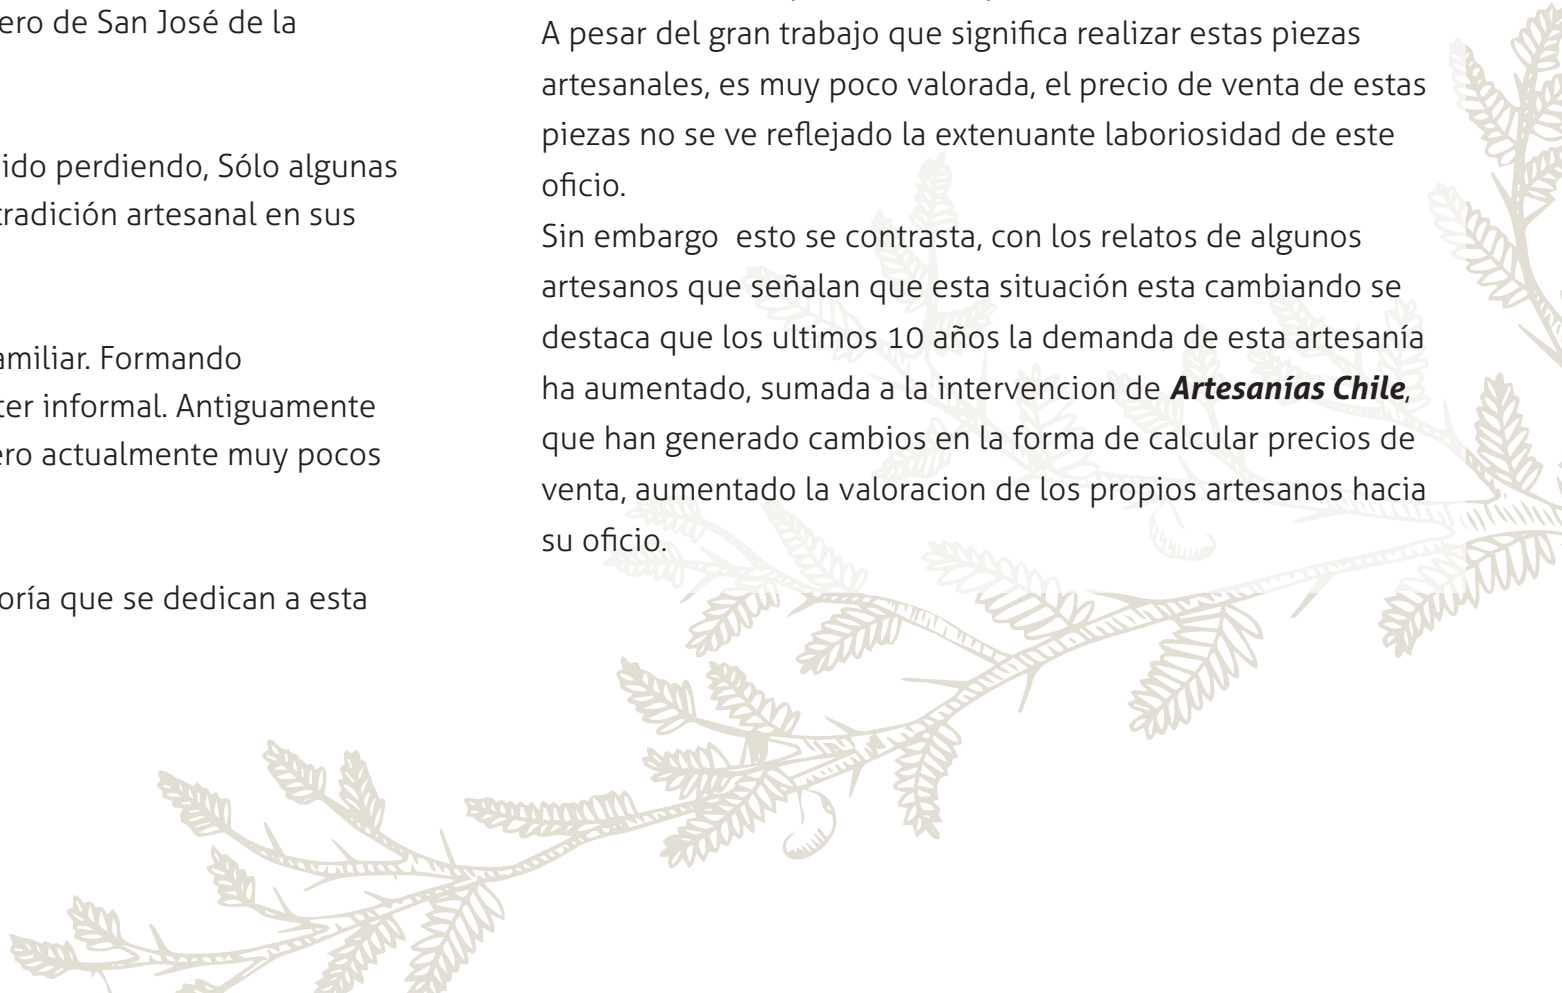 ero de San José de la
ido perdiendo, Sólo algunas
tradición artesanal en sus
amiliar. Formando
ter informal. Antiguamente
ero actualmente muy pocos
oría que se dedican a esta
A pesar del gran trabajo que significa realizar estas piezas
artesanales, es muy poco valorada, el precio de venta de estas
piezas no se ve reflejado la extenuante laboriosidad de este
oficio.
Sin embargo  esto se contrasta, con los relatos de algunos
artesanos que señalan que esta situación esta cambiando se
destaca que los ultimos 10 años la demanda de esta artesanía
ha aumentado, sumada a la intervencion de Artesanías Chile,
que han generado cambios en la forma de calcular precios de
venta, aumentado la valoracion de los propios artesanos hacia
su oficio.